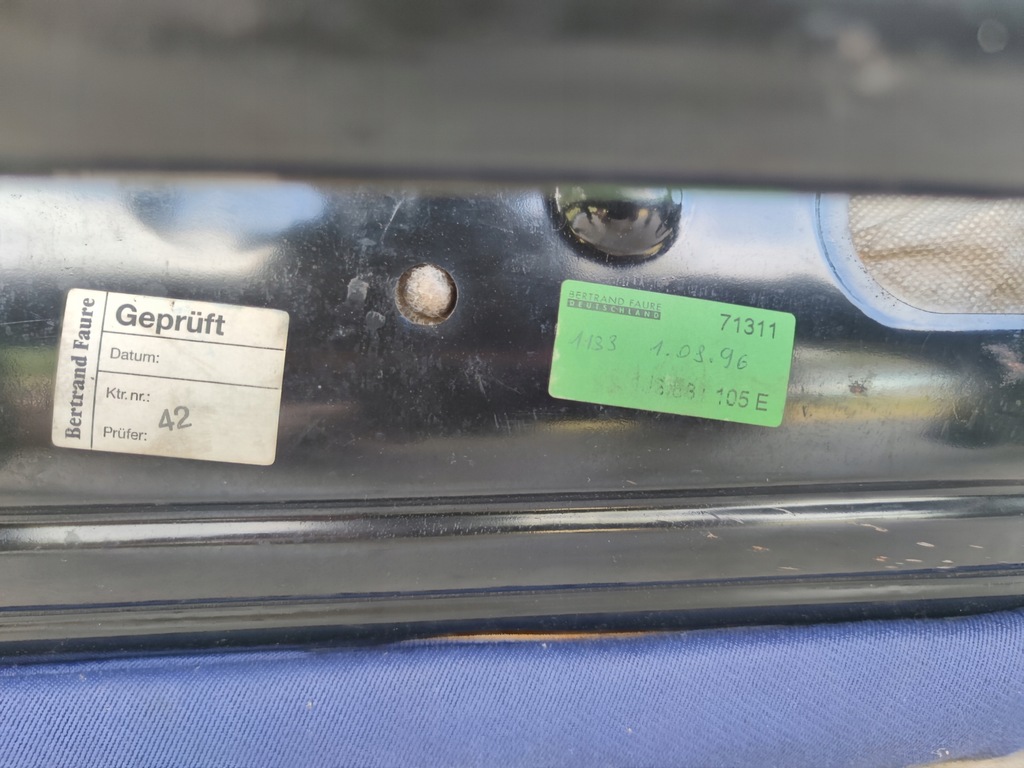 Bertrand Faure
Geprüft
Datum:
Ktr.nr.:
Prüfer: 42
BERTRAND FAURE
DEUTSCHLAND
71311
1133 1.03.96
105 E